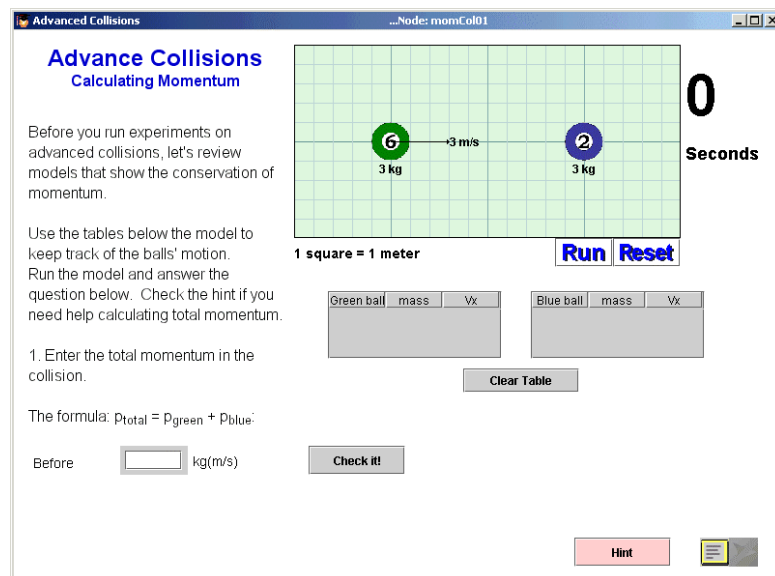 Advanced Collisions
...Node: momCol01
Advance Collisions
Calculating Momentum
Before you run experiments on
advanced collisions, let's review
models that show the conservation of
momentum.
Use the tables below the model to
keep track of the balls' motion.
Run the model and answer the
question below.  Check the hint if you
need help calculating total momentum.
1. Enter the total momentum in the
collision.
The formula: ptotal = pgreen + pblue:
Before
kg(m/s)
Check it!
6
3 m/s
3 kg
2
3 kg
0
Seconds
1 square = 1 meter
Run
Reset
Green ball mass Vx
Blue ball mass Vx
Clear Table
Hint